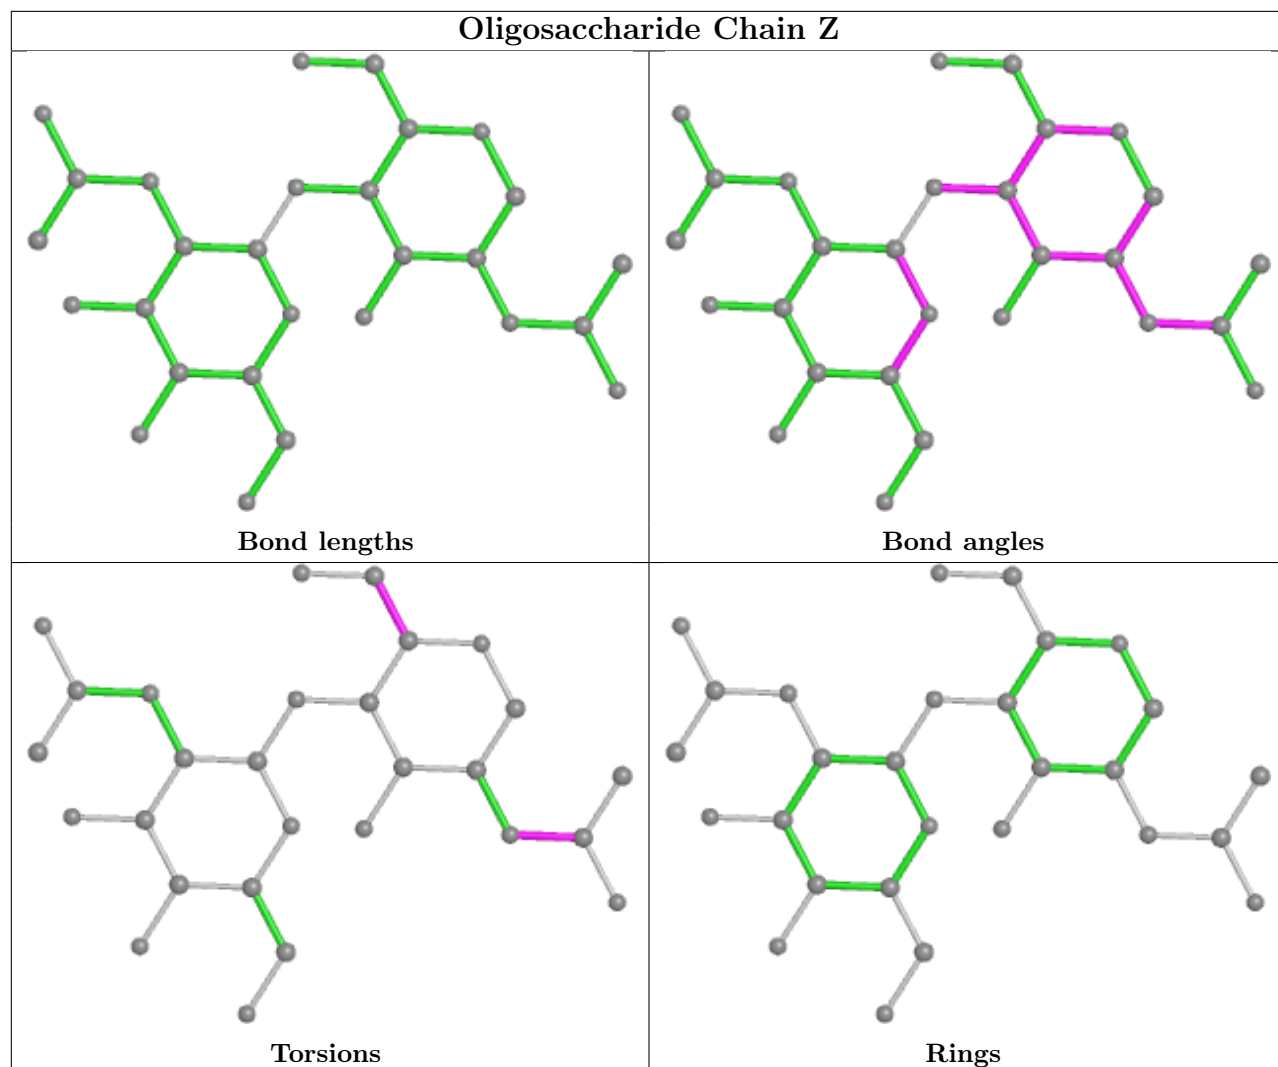 Oligosaccharide Chain Z
Bond lengths
Bond angles
Torsions
Rings